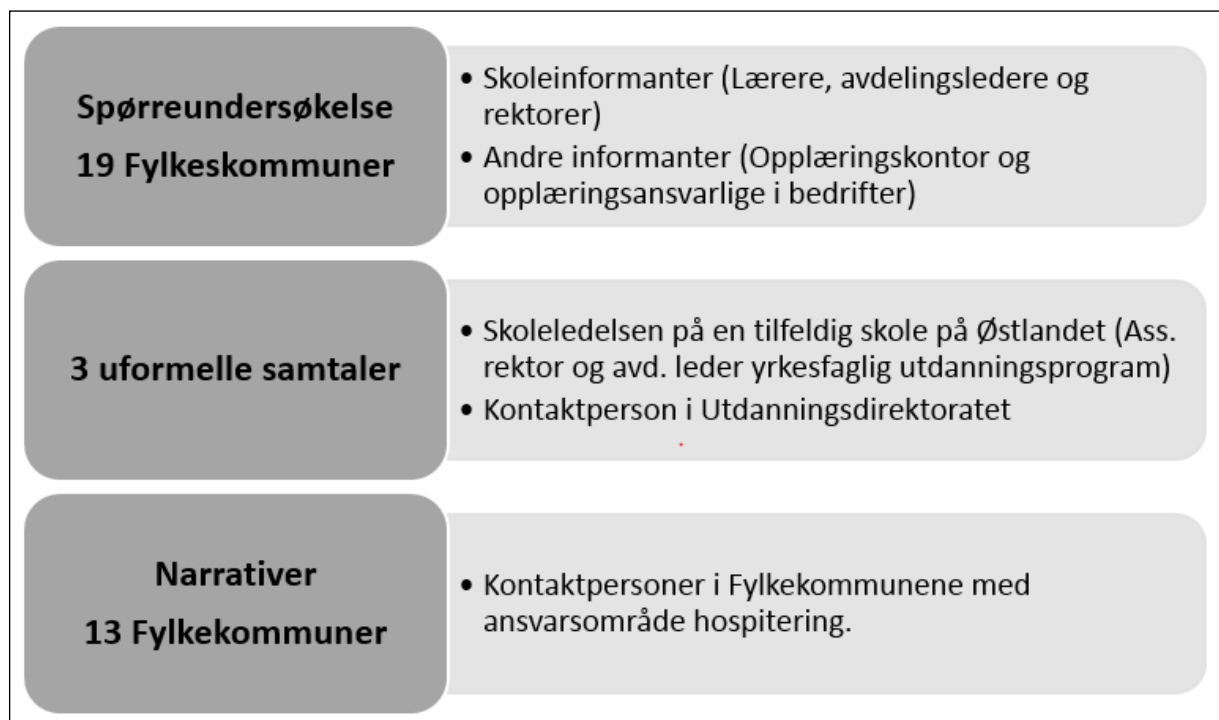 Spørreundersøkelse
19 Fylkeskommuner
• Skoleinformanter (Lærere, avdelingsledere og
rektorer)
• Andre informanter (Opplæringskontor og
opplæringsansvarlige i bedrifter)
3 uformelle samtaler
• Skoleledelsen på en tilfeldig skole på Østlandet (Ass.
rektor og avd. leder yrkesfaglig utdanningsprogram)
• Kontaktperson i Utdanningsdirektoratet
Narrativer
13 Fylkekommuner
• Kontaktpersoner i Fylkekommunene med
ansvarsområde hospitering.